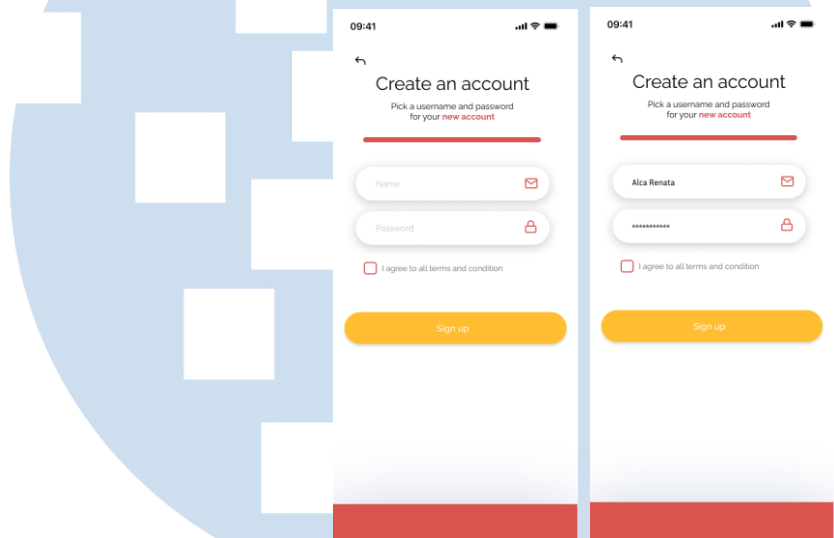 09:41
Create an account
Pick a username and password
for your new account
Name
Password
I agree to all terms and condition
Sign up
09:41
Create an account
Pick a username and password
for your new account
Alca Renata
***********
I agree to all terms and condition
Sign up